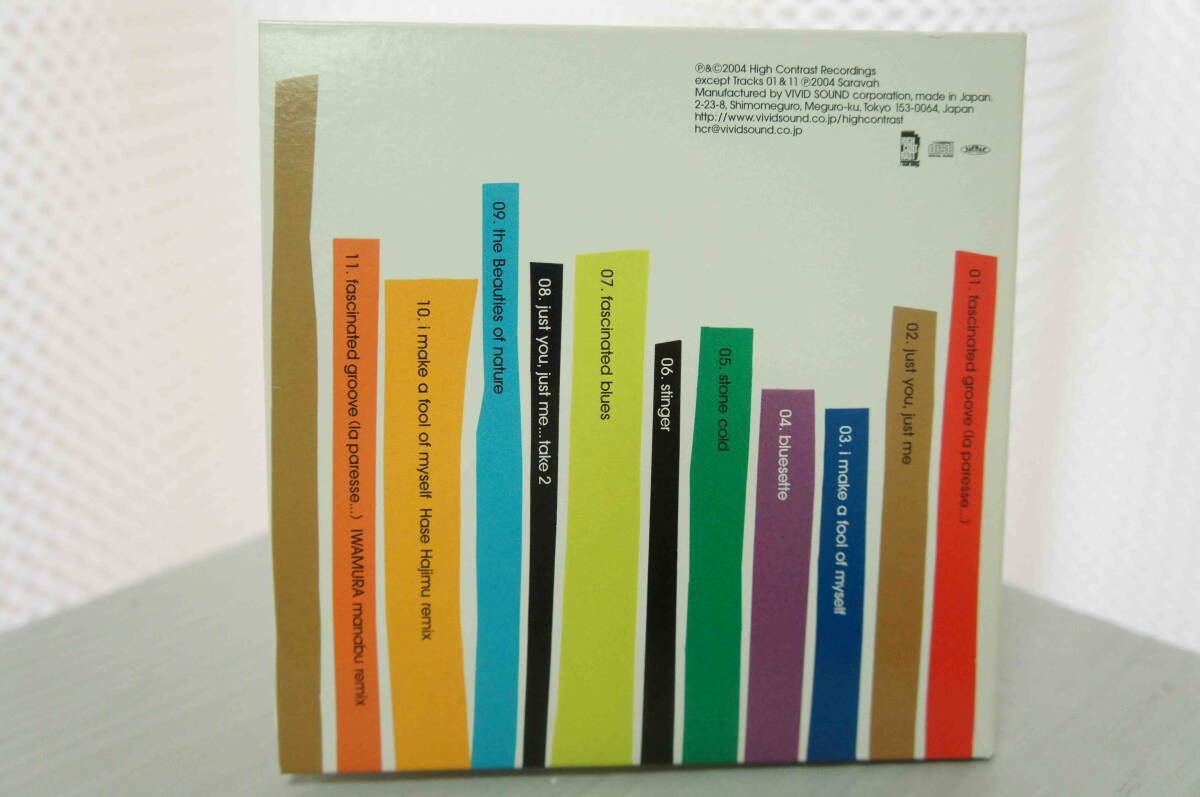 ℗&©2004 High Contrast Recordings
except Tracks 01 & 11 ℗2004 Saravah
Manufactured by VIVID SOUND corporation, made in Japan.
2-23-8, Shimomeguro, Meguro-ku, Tokyo 153-0064, Japan
http://www.vividsound.co.jp/highcontrast
hcr@vividsound.co.jp
01. fascinated groove (la paresse...)
02. just you, just me
03. i make a fool of myself
04. bluesette
05. stone cold
06. stinger
07. fascinated blues
08. just you, just me... take 2
09. the Beauties of nature
10. i make a fool of myself Hase Hajimu remix
11. fascinated groove (la paresse...) IWAMURA manabu remix